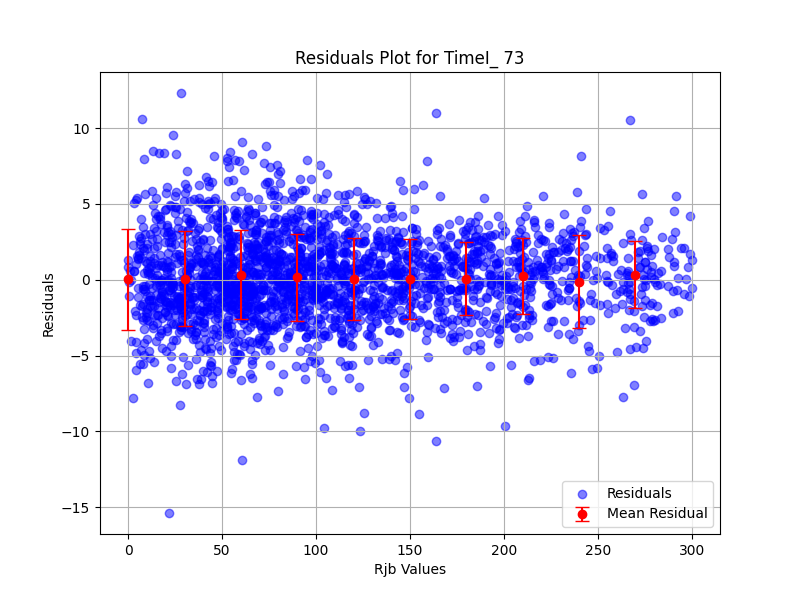 Residuals Plot for TimeI_ 73
10
5
0
−5
−10
−15
Residuals
0 50 100 150 200 250 300
Rjb Values
Residuals
Mean Residual